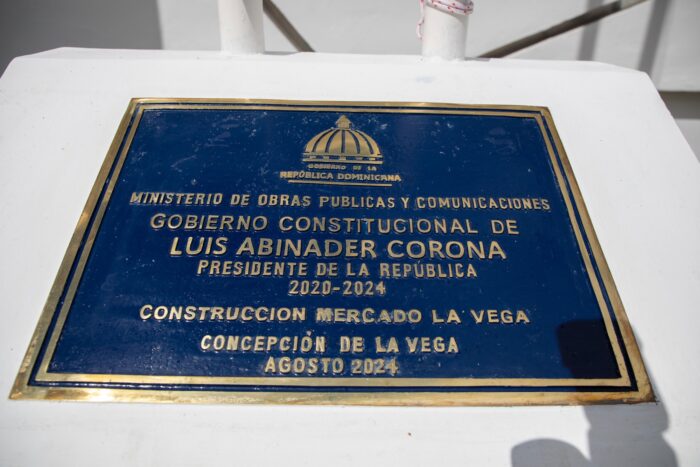 GOBIERNO DE LA
REPÚBLICA DOMINICANA
MINISTERIO DE OBRAS PUBLICAS Y COMUNICACIONES
GOBIERNO CONSTITUCIONAL DE
LUIS ABINADER CORONA
PRESIDENTE DE LA REPÚBLICA
2020-2024
CONSTRUCCION MERCADO LA VEGA
CONCEPCIÓN DE LA VEGA
AGOSTO 2024